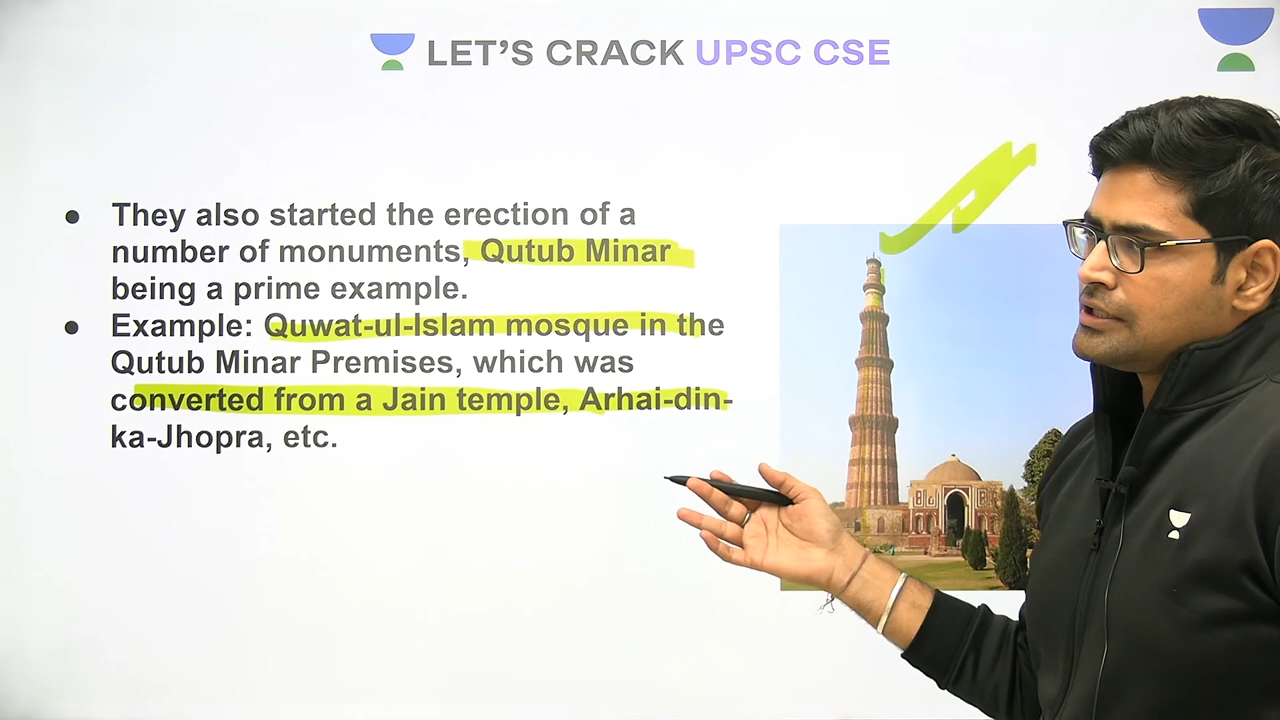 LET'S CRACK UPSC CSE
● They also started the erection of a
number of monuments, Qutub Minar
being a prime example.
● Example: Quwat-ul-Islam mosque in the
Qutub Minar Premises, which was
converted from a Jain temple, Arhai-din-
ka-Jhopra, etc.